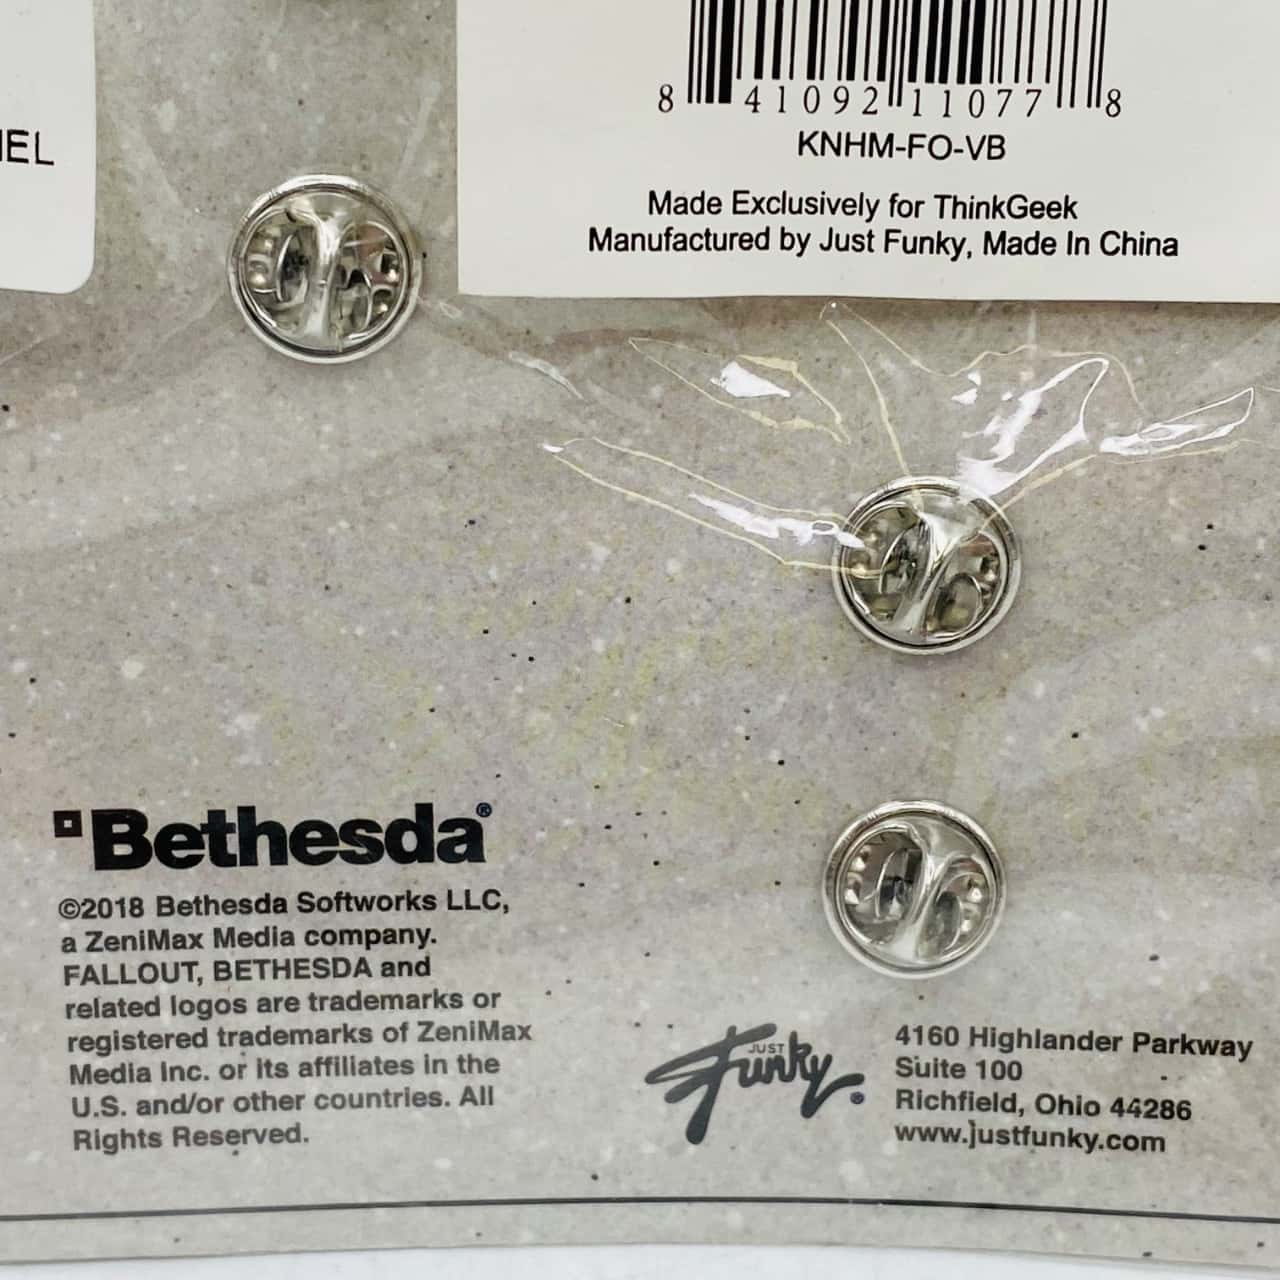 8 41092 11077 8
KNHM-FO-VB
Made Exclusively for ThinkGeek
Manufactured by Just Funky, Made In China
Bethesda®
©2018 Bethesda Softworks LLC,
a ZeniMax Media company.
FALLOUT, BETHESDA and
related logos are trademarks or
registered trademarks of ZeniMax
Media Inc. or its affiliates in the
U.S. and/or other countries. All
Rights Reserved.
JUST
Funky®
4160 Highlander Parkway
Suite 100
Richfield, Ohio 44286
www.justfunky.com